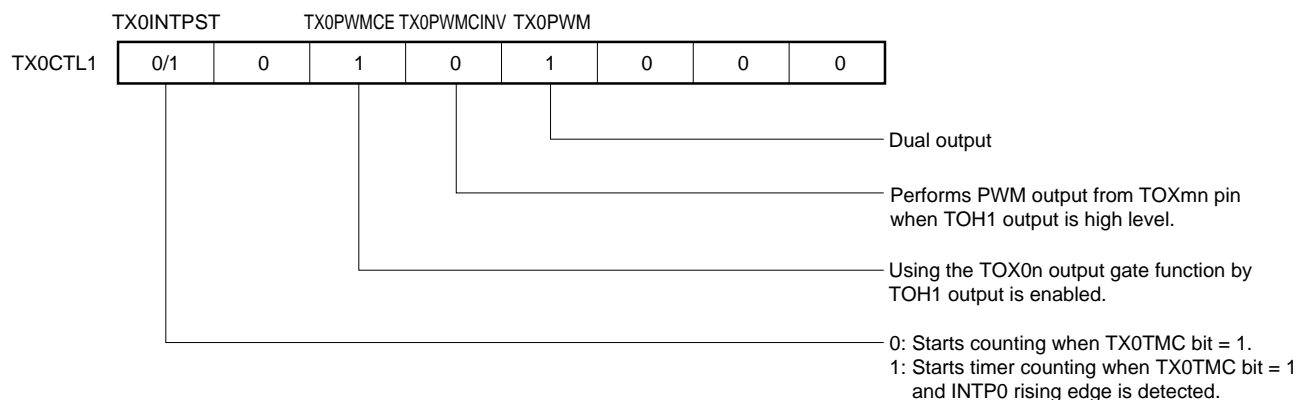 TX0INTPST TX0PWMCE TX0PWMCINV TX0PWM
TX0CTL1 0/1 0 1 0 1 0 0 0
Dual output
Performs PWM output from TOXmn pin
when TOH1 output is high level.
Using the TOX0n output gate function by
TOH1 output is enabled.
0: Starts counting when TX0TMC bit = 1.
1: Starts timer counting when TX0TMC bit = 1
and INTP0 rising edge is detected.